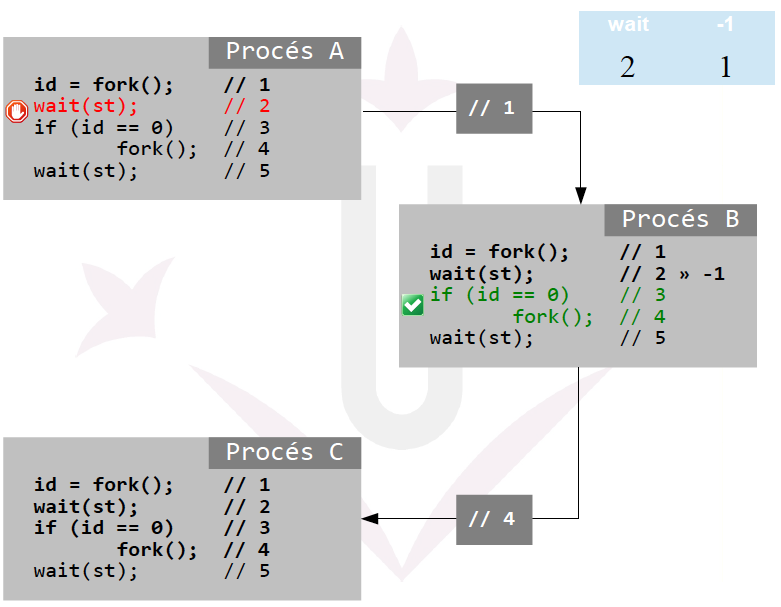 wait -1
2 1
Procés A
id = fork(); // 1
wait(st); // 2
if (id == 0) // 3
fork(); // 4
wait(st); // 5
// 1
Procés B
id = fork(); // 1
wait(st); // 2 » -1
if (id == 0) // 3
fork(); // 4
wait(st); // 5
Procés C
id = fork(); // 1
wait(st); // 2
if (id == 0) // 3
fork(); // 4
wait(st); // 5
// 4